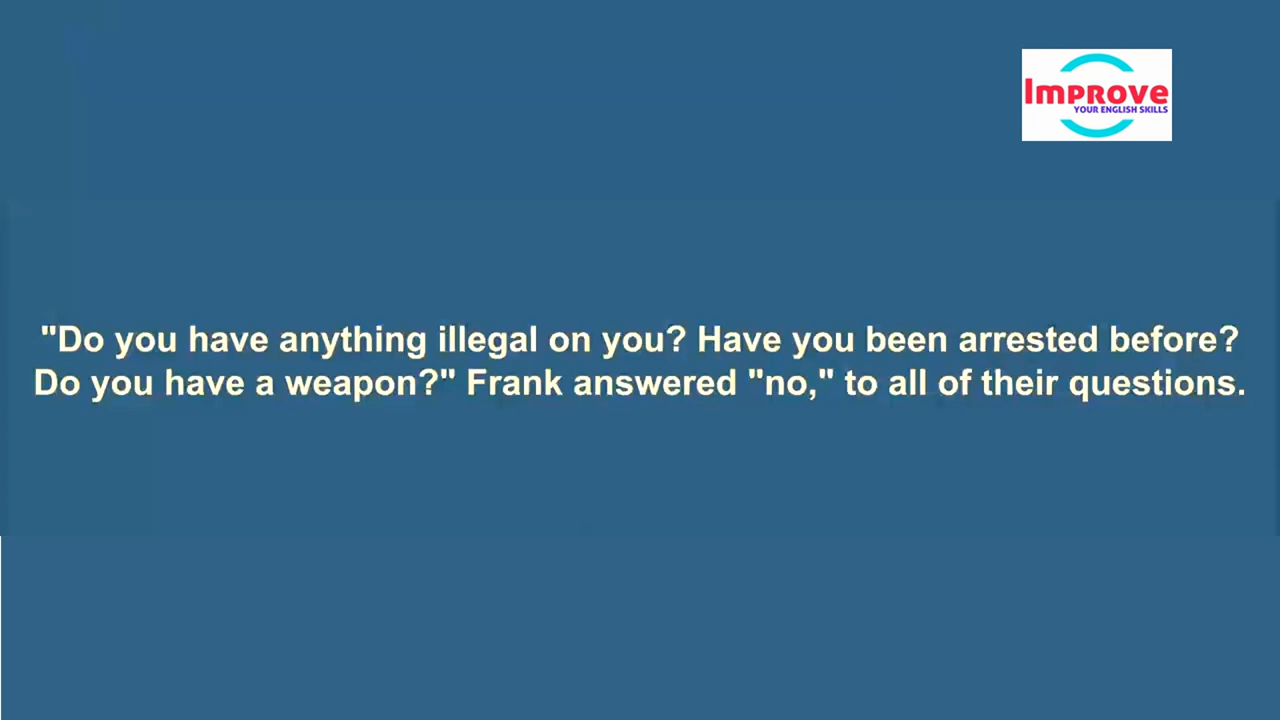 Improve
YOUR ENGLISH SKILLS
"Do you have anything illegal on you? Have you been arrested before?
Do you have a weapon?" Frank answered "no," to all of their questions.